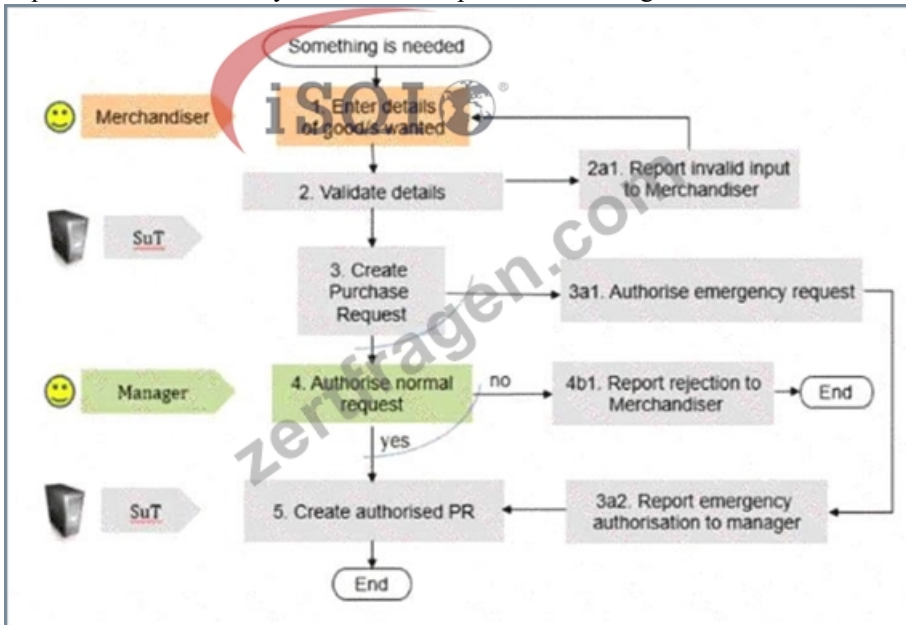 Something is needed
iSQI ®
Merchandiser
1. Enter details
of good/s wanted
2. Validate details
2a1. Report invalid input
to Merchandiser
SuT
3. Create
Purchase
Request
3a1. Authorise emergency request
Manager
4. Authorise normal
request
no
4b1. Report rejection to
Merchandiser
End
yes
SuT
5. Create authorised PR
3a2. Report emergency
authorisation to manager
End
zertfragen.com